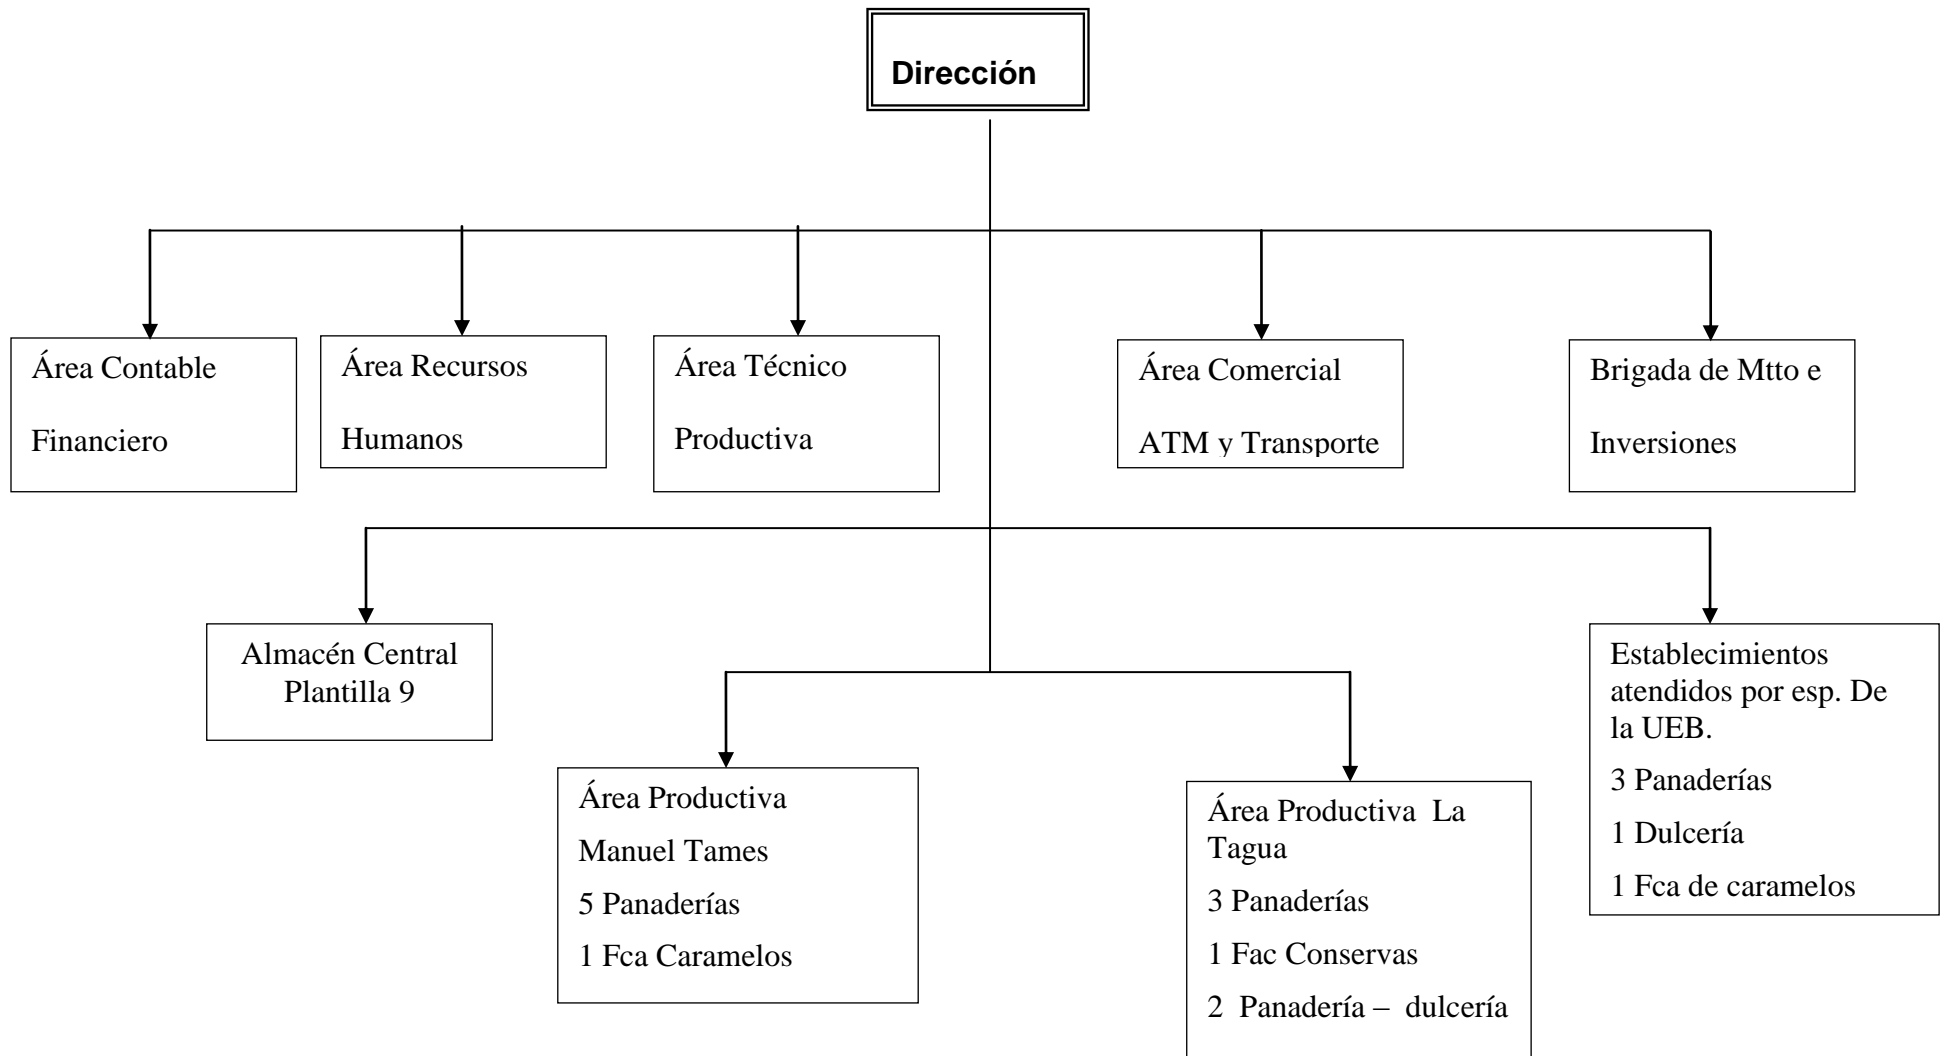 Dirección
Área Contable
Financiero
Área Recursos
Humanos
Área Técnico
Productiva
Área Comercial
ATM y Transporte
Brigada de Mtto e
Inversiones
Almacén Central
Plantilla 9
Establecimientos
atendidos por esp. De
la UEB.
3 Panaderías
1 Dulcería
1 Fca de caramelos
Área Productiva
Manuel Tames
5 Panaderías
1 Fca Caramelos
Área Productiva La
Tagua
3 Panaderías
1 Fac Conservas
2 Panadería – dulcería